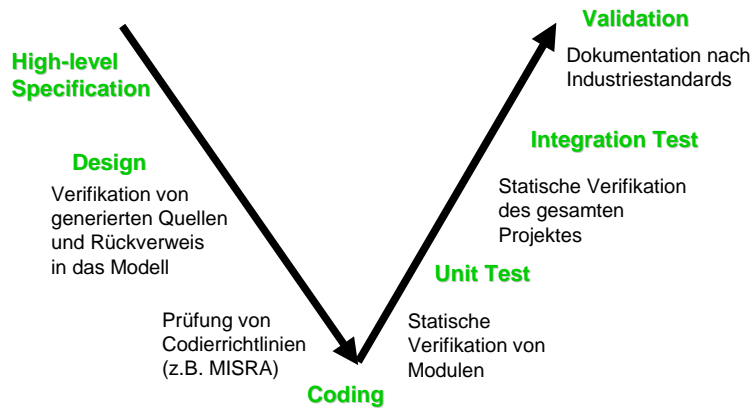 High-level
Specification
Design
Verifikation von
generierten Quellen
und Rückverweis
in das Modell
Prüfung von
Codierrichtlinien
(z.B. MISRA)
Coding
Unit Test
Statische
Verifikation von
Modulen
Integration Test
Statische Verifikation
des gesamten
Projektes
Validation
Dokumentation nach
Industriestandards